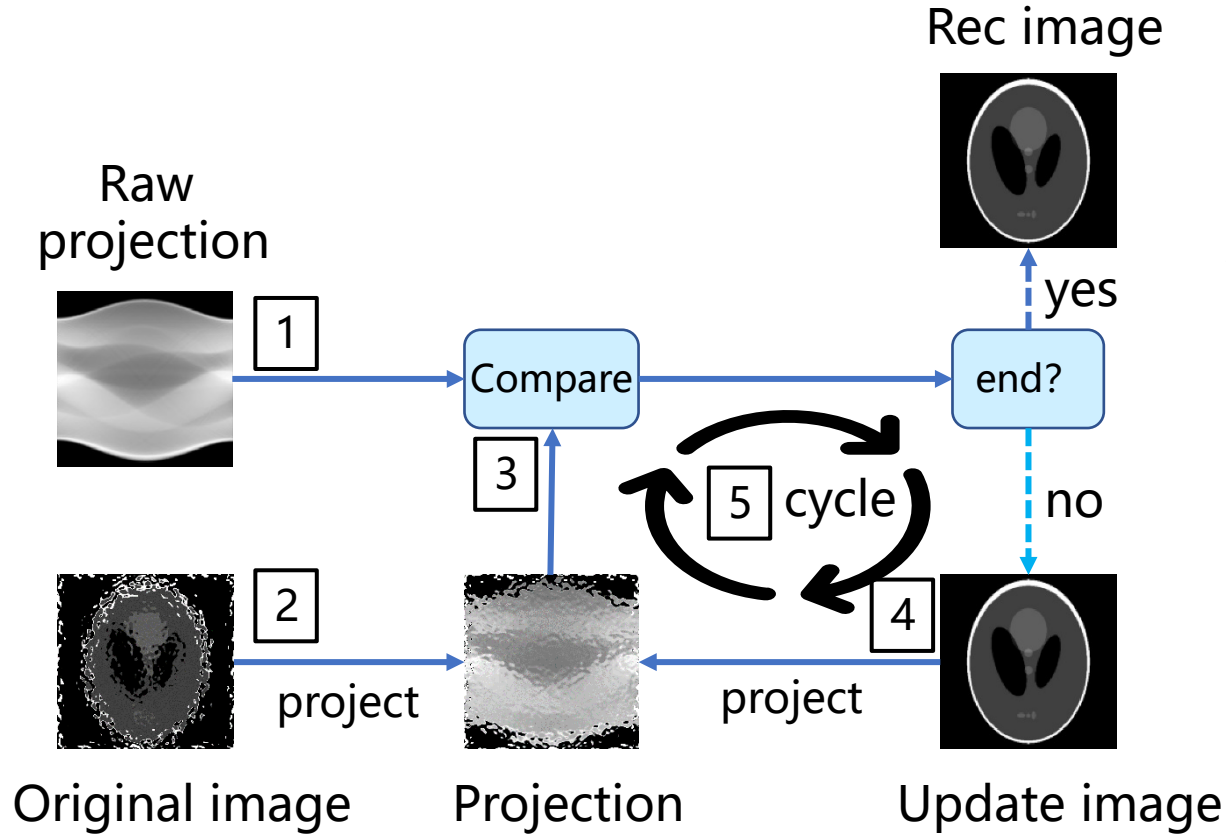 Rec image
Raw
projection
1
yes
Compare
end?
3
5
cycle
no
2
4
project
project
Original image
Projection
Update image